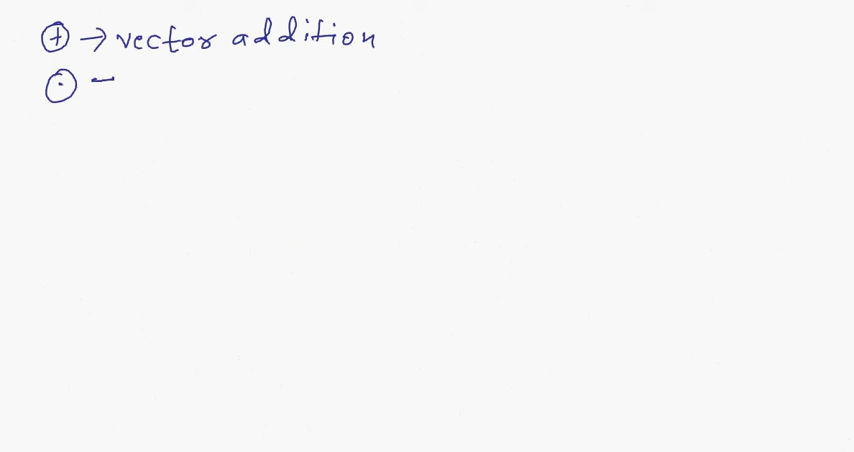 ⊕ → vector addition
⊙ –